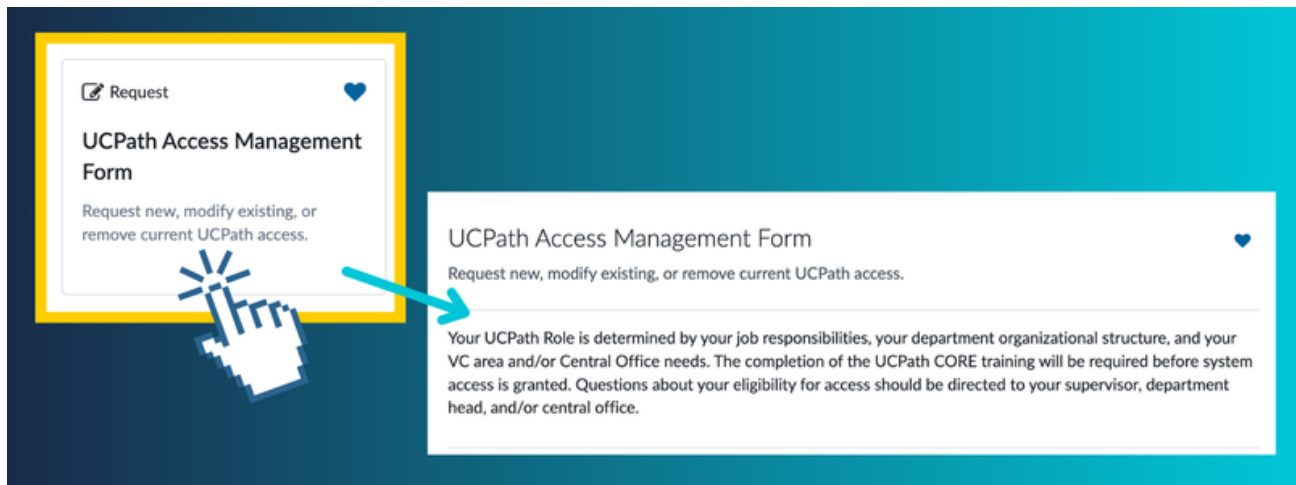 Request
UCPath Access Management
Form
Request new, modify existing, or
remove current UCPath access.
UCPath Access Management Form
Request new, modify existing, or remove current UCPath access.
Your UCPath Role is determined by your job responsibilities, your department organizational structure, and your
VC area and/or Central Office needs. The completion of the UCPath CORE training will be required before system
access is granted. Questions about your eligibility for access should be directed to your supervisor, department
head, and/or central office.